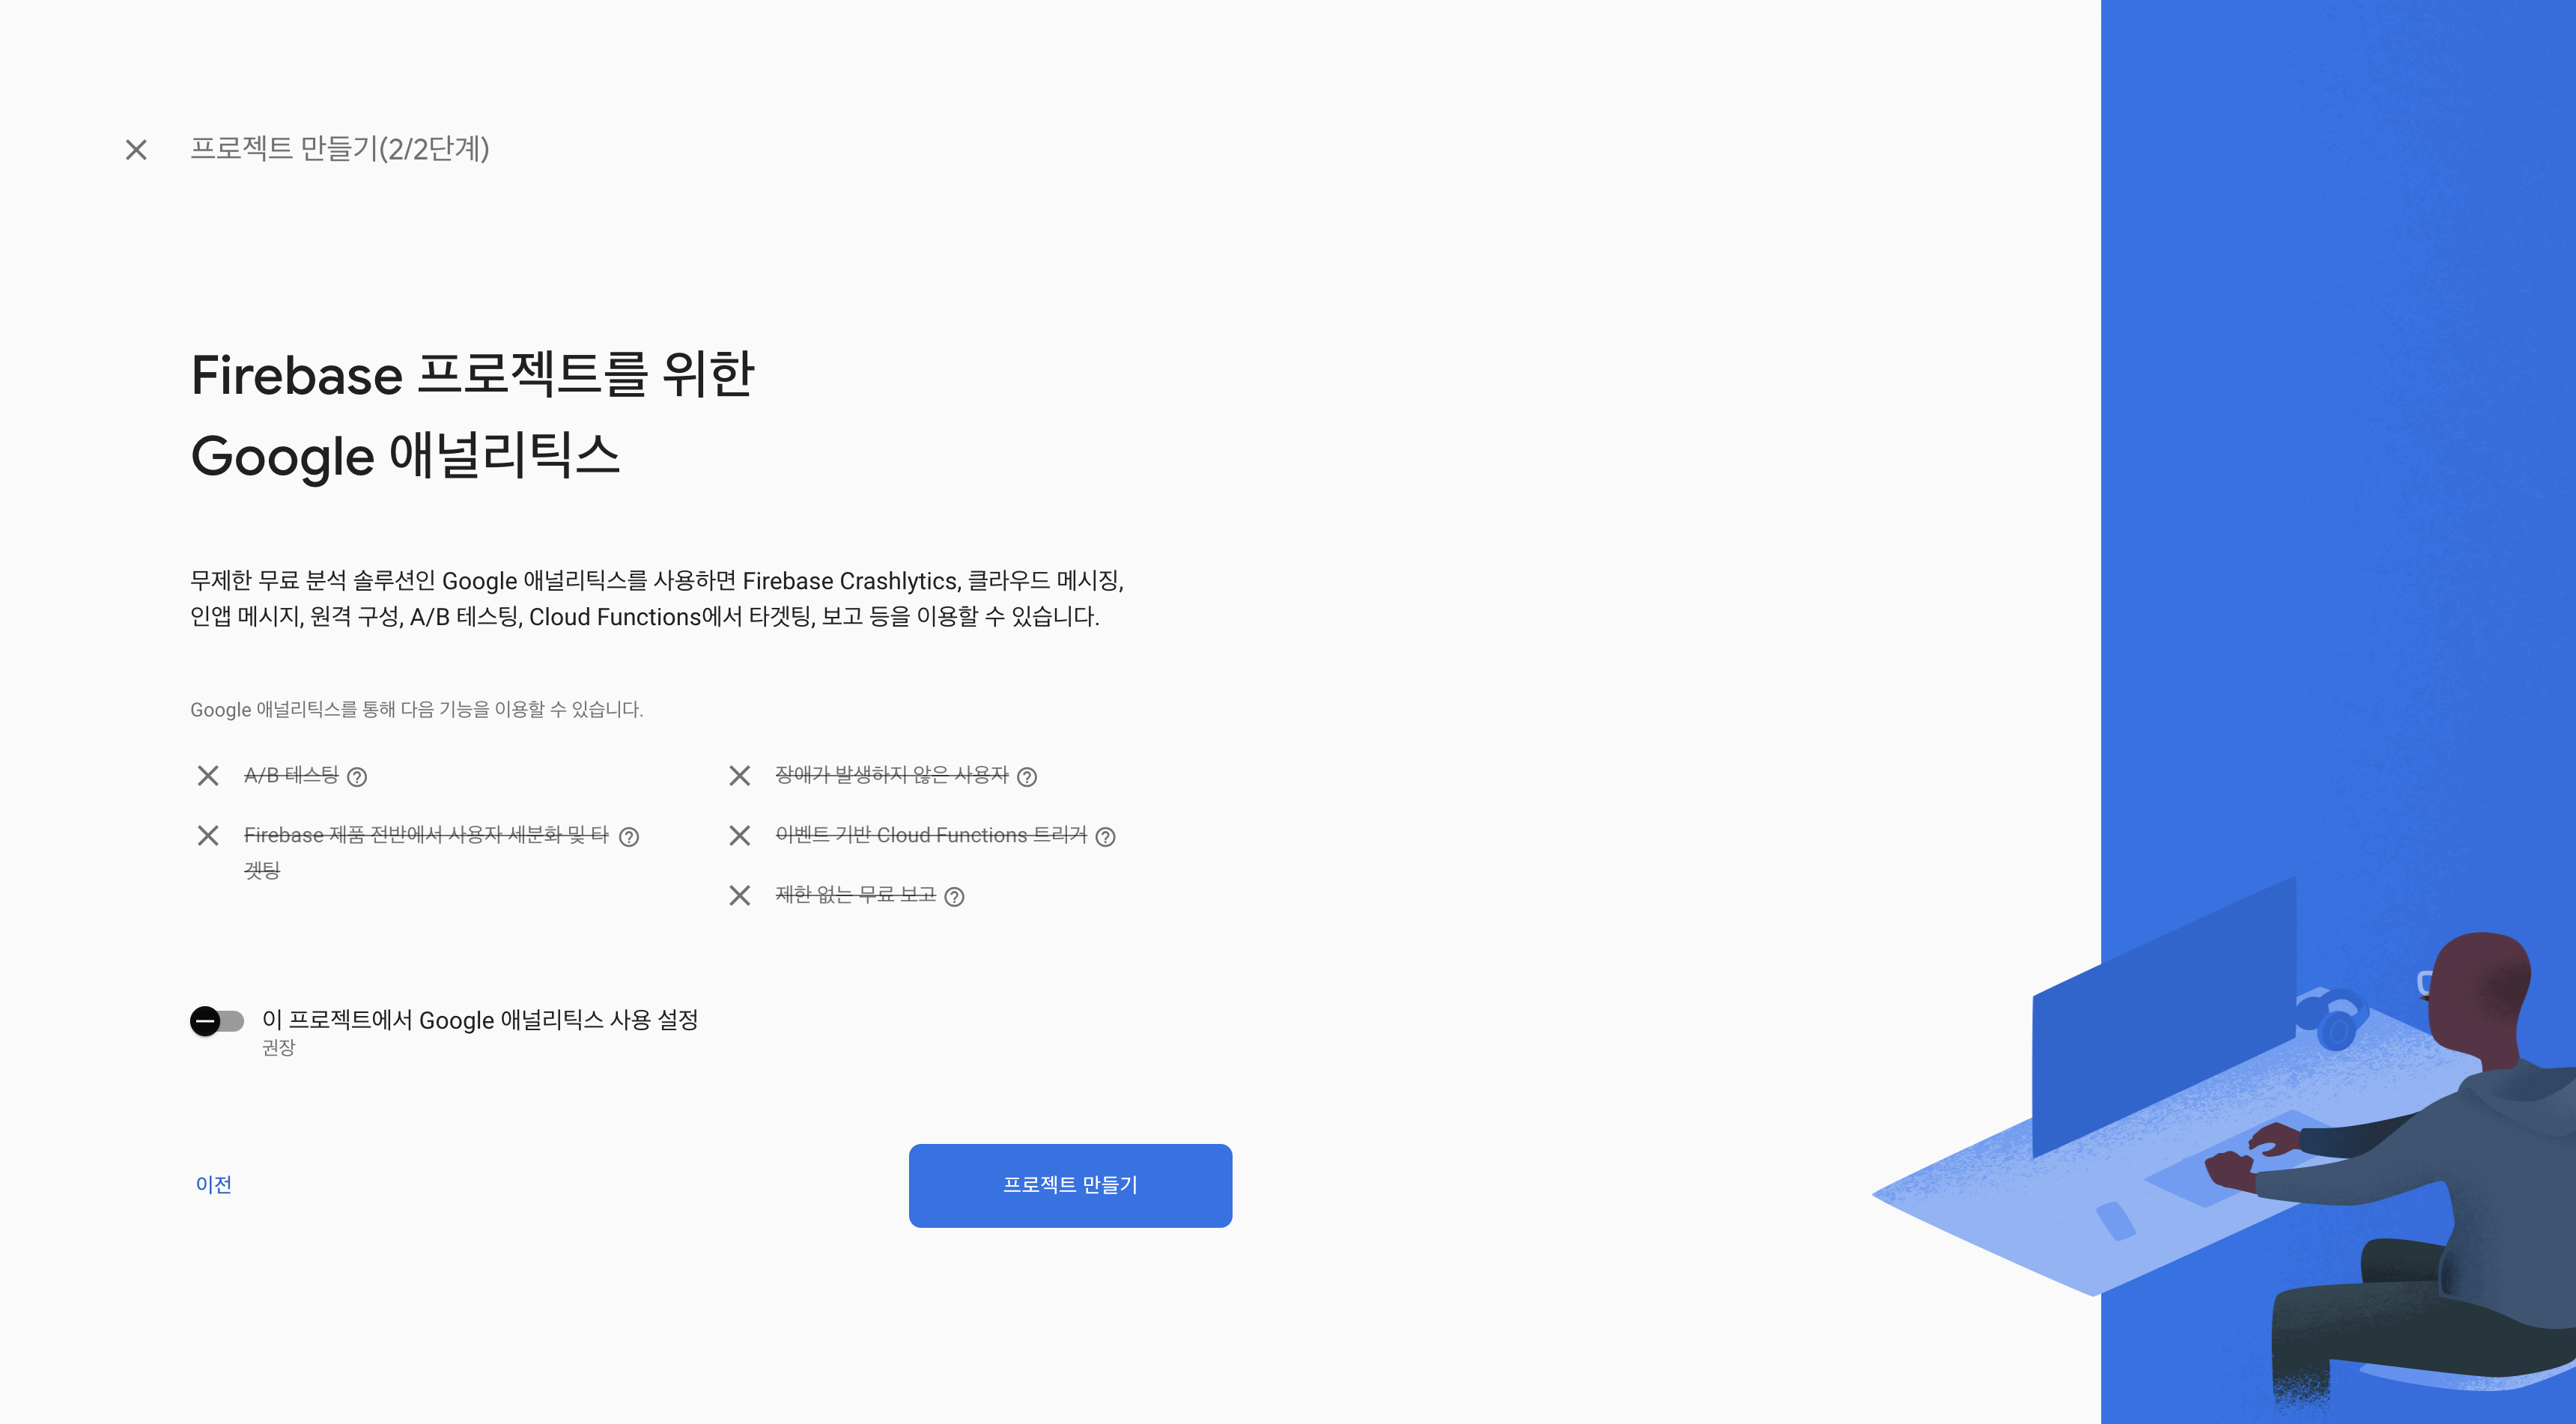 프로젝트 만들기(2/2단계)
Firebase 프로젝트를 위한
Google 애널리틱스
무제한 무료 분석 솔루션인 Google 애널리틱스를 사용하면 Firebase Crashlytics, 클라우드 메시징,
인앱 메시지, 원격 구성, A/B 테스팅, Cloud Functions에서 타겟팅, 보고 등을 이용할 수 있습니다.
Google 애널리틱스를 통해 다음 기능을 이용할 수 있습니다.
A/B 테스팅
Firebase 제품 전반에서 사용자 세분화 및 타
겟팅
장애가 발생하지 않은 사용자
이벤트 기반 Cloud Functions 트리거
제한 없는 무료 보고
이 프로젝트에서 Google 애널리틱스 사용 설정
권장
이전
프로젝트 만들기